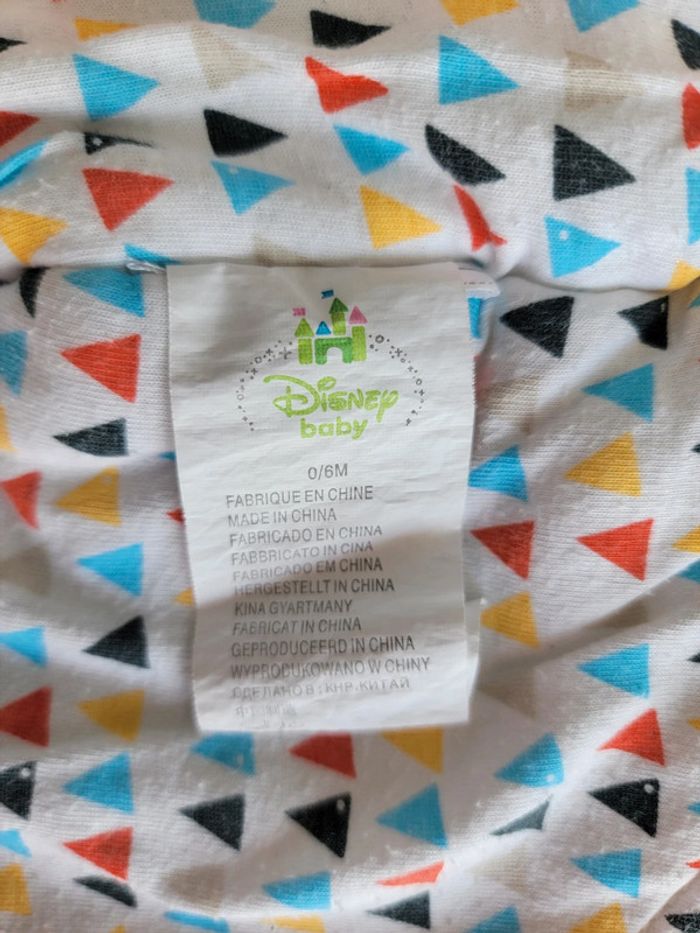 Disney
baby
0/6M
FABRIQUE EN CHINE
MADE IN CHINA
FABRICADO EN CHINA
FABBRICATO IN CINA
FABRICADO EM CHINA
HERGESTELLT IN CHINA
KINA GYARTMANY
FABRICAT IN CHINA
GEPRODUCEERD IN CHINA
WYPRODUKOWANO W CHINY
СДЕЛАНО В : КНР. КИТАЙ